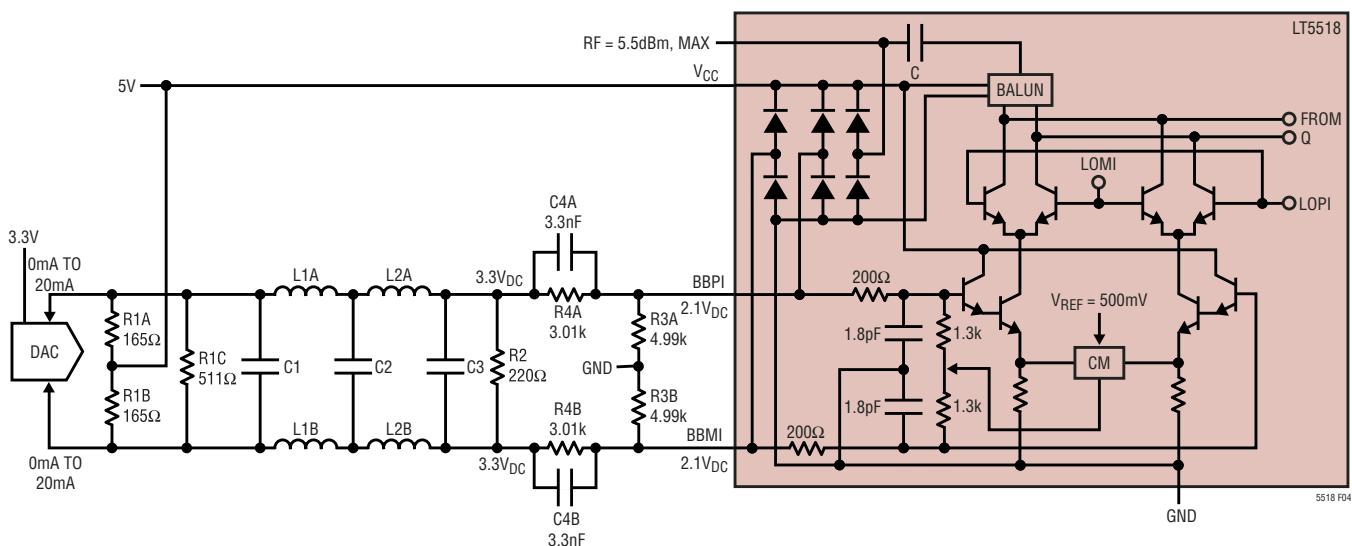 LT5518
RF = 5.5dBm, MAX
C
VCC
5V
BALUN
FROM
Q
LOMI
LOPI
C4A
3.3nF
3.3V
0mA TO
20mA
L1A
L2A
3.3VDC
R4A
3.01k
BBPI
2.1VDC
200Ω
VREF = 500mV
R1A
165Ω
R3A
4.99k
1.8pF
1.3k
DAC
R1C
511Ω
C1
C2
C3
R2
220Ω
GND
CM
R1B
165Ω
R3B
4.99k
1.8pF
1.3k
R4B
3.01k
L1B
L2B
BBMI
200Ω
0mA TO
20mA
3.3VDC
2.1VDC
C4B
3.3nF
GND
5518 F04